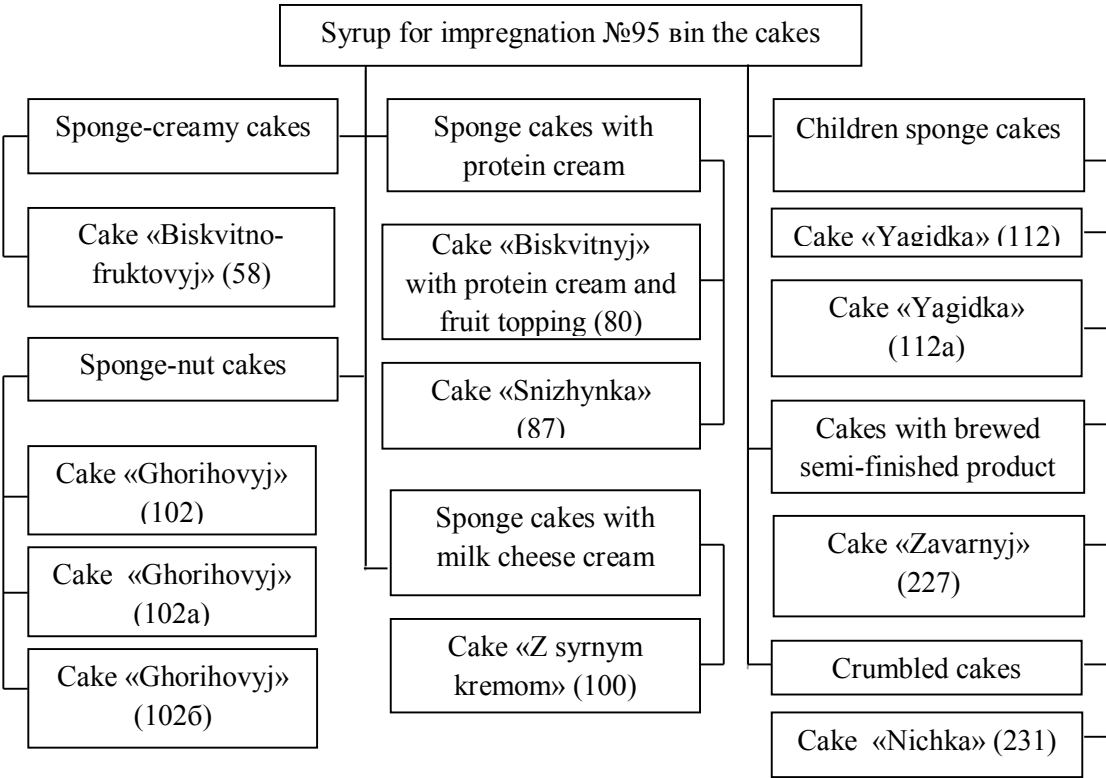 Syrup for impregnation №95 вin the cakes
Sponge-creamy cakes
Cake «Biskvitno-
fruktovyj» (58)
Sponge-nut cakes
Cake «Ghorihovyj»
(102)
Cake «Ghorihovyj»
(102а)
Cake «Ghorihovyj»
(102б)
Sponge cakes with
protein cream
Cake «Biskvitnyj»
with protein cream and
fruit topping (80)
Cake «Snizhynka»
(87)
Sponge cakes with
milk cheese cream
Cake «Z syrnym
kremom» (100)
Children sponge cakes
Cake «Yagidka» (112)
Cake «Yagidka»
(112а)
Cakes with brewed
semi-finished product
Cake «Zavarnyj»
(227)
Crumbled cakes
Cake «Nichka» (231)